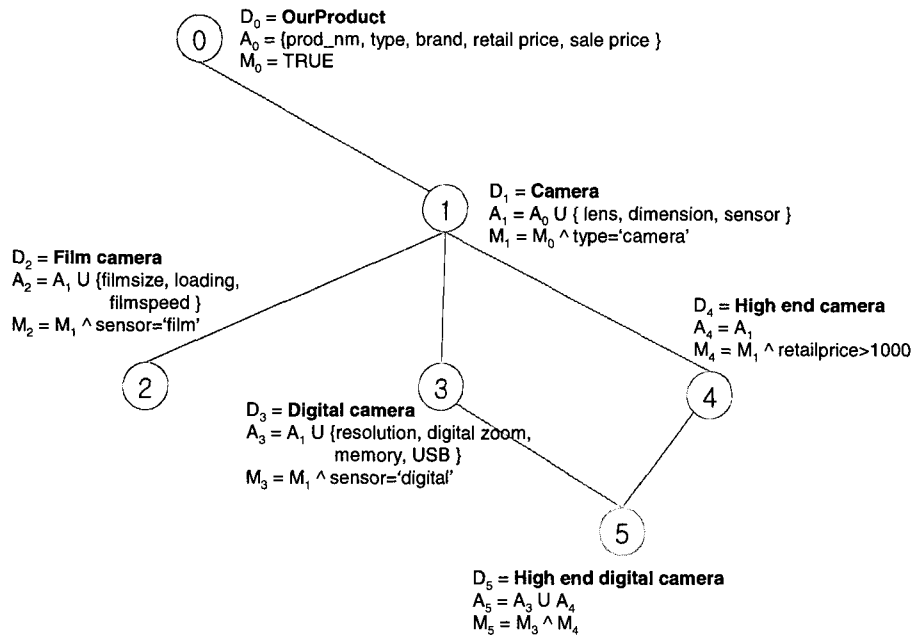 0
D₀ = OurProduct
A₀ = {prod_nm, type, brand, retail price, sale price }
M₀ = TRUE
1
D₁ = Camera
A₁ = A₀ U { lens, dimension, sensor }
M₁ = M₀ ^ type='camera'
D₂ = Film camera
A₂ = A₁ U {filmsize, loading,
filmspeed }
M₂ = M₁ ^ sensor='film'
2
3
D₃ = Digital camera
A₃ = A₁ U {resolution, digital zoom,
memory, USB }
M₃ = M₁ ^ sensor='digital'
D₄ = High end camera
A₄ = A₁
M₄ = M₁ ^ retailprice>1000
4
5
D₅ = High end digital camera
A₅ = A₃ U A₄
M₅ = M₃ ^ M₄